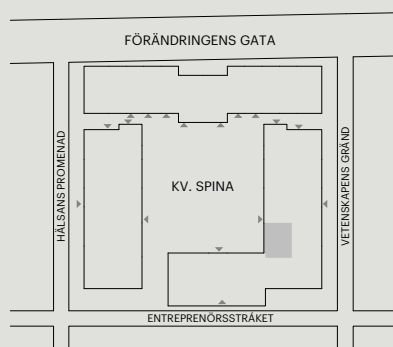 FÖRÄNDRINGENS GATA
HÄLSANS PROMENAD
KV. SPINA
VETENSKAPENS GRÄND
ENTREPRENÖRSSTRÅKET